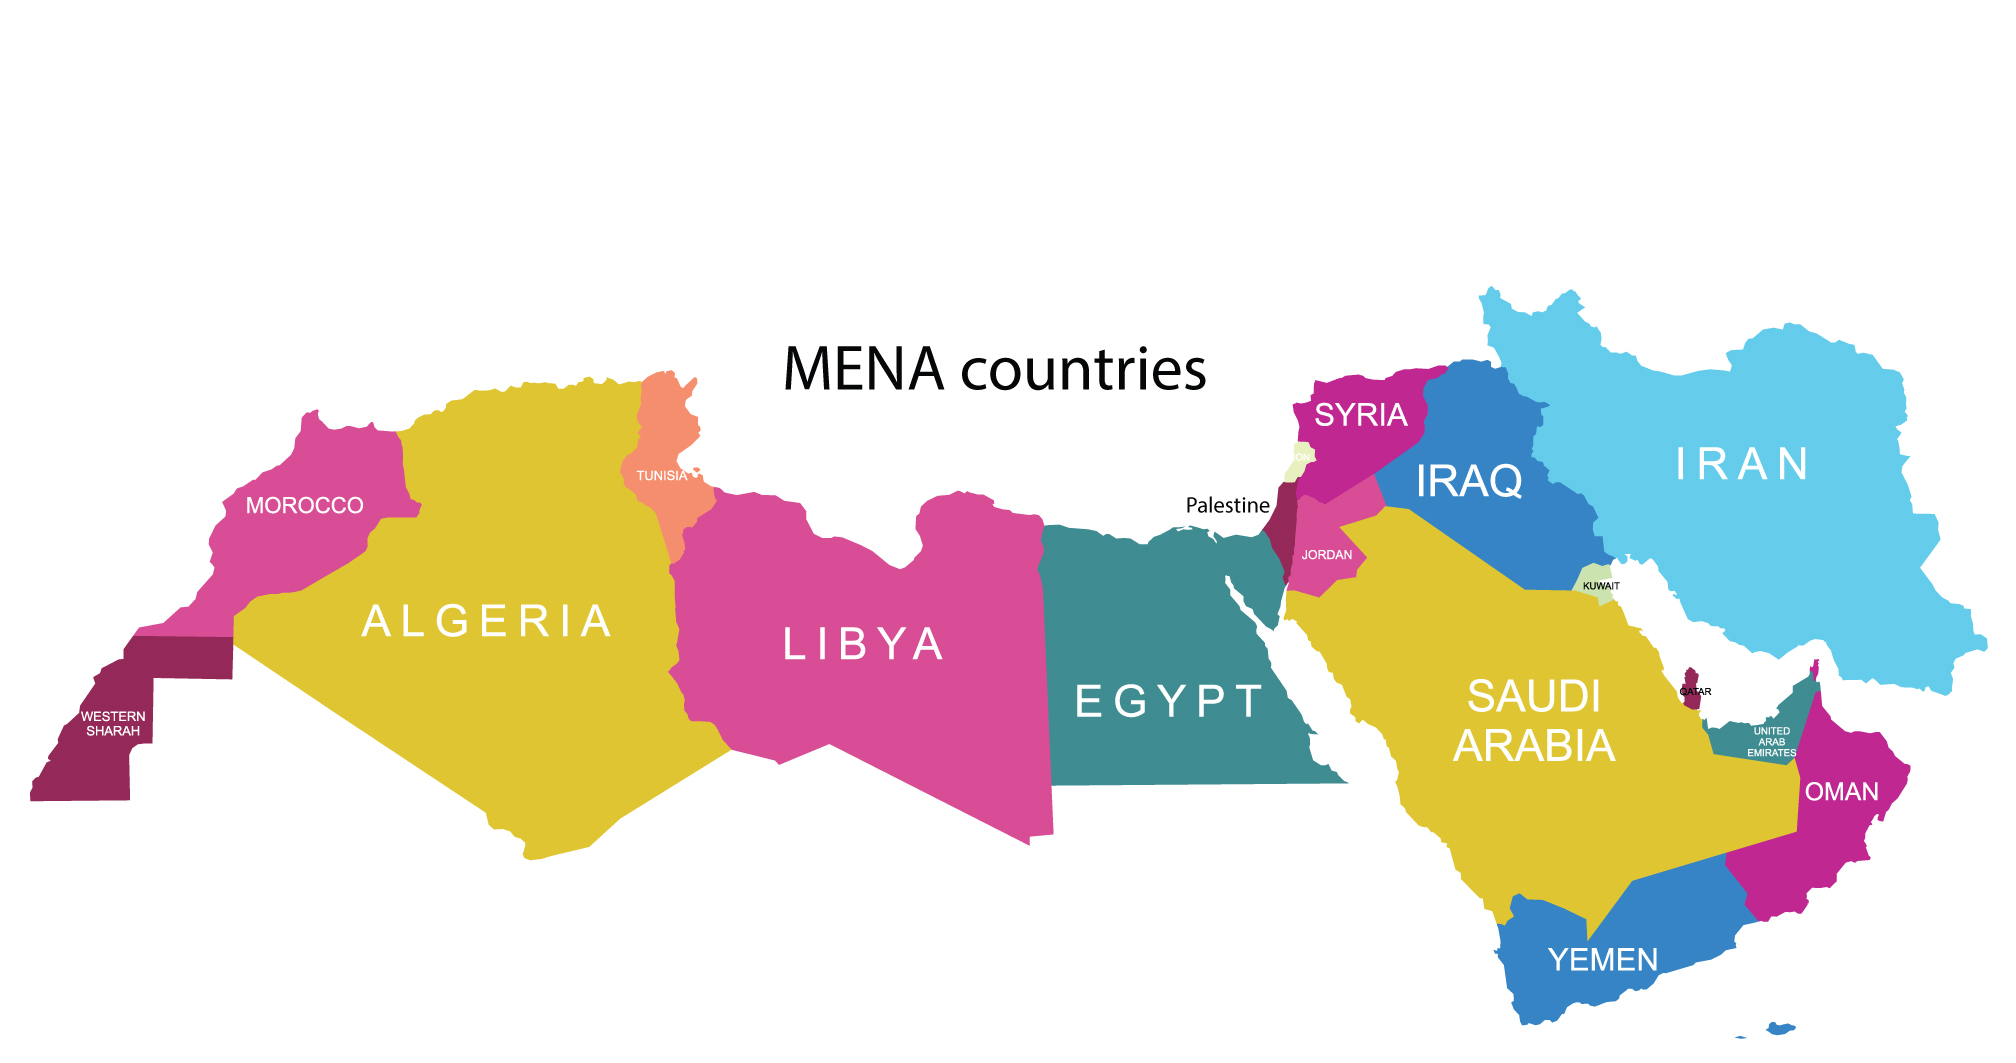 MENA countries
SYRIA
IRAQ
IRAN
TUNISIA
MOROCCO
Palestine
JORDAN
KUWAIT
ALGERIA
LIBYA
EGYPT
SAUDI
ARABIA
QATAR
WESTERN
SHARAH
UNITED
ARAB
EMIRATES
OMAN
YEMEN